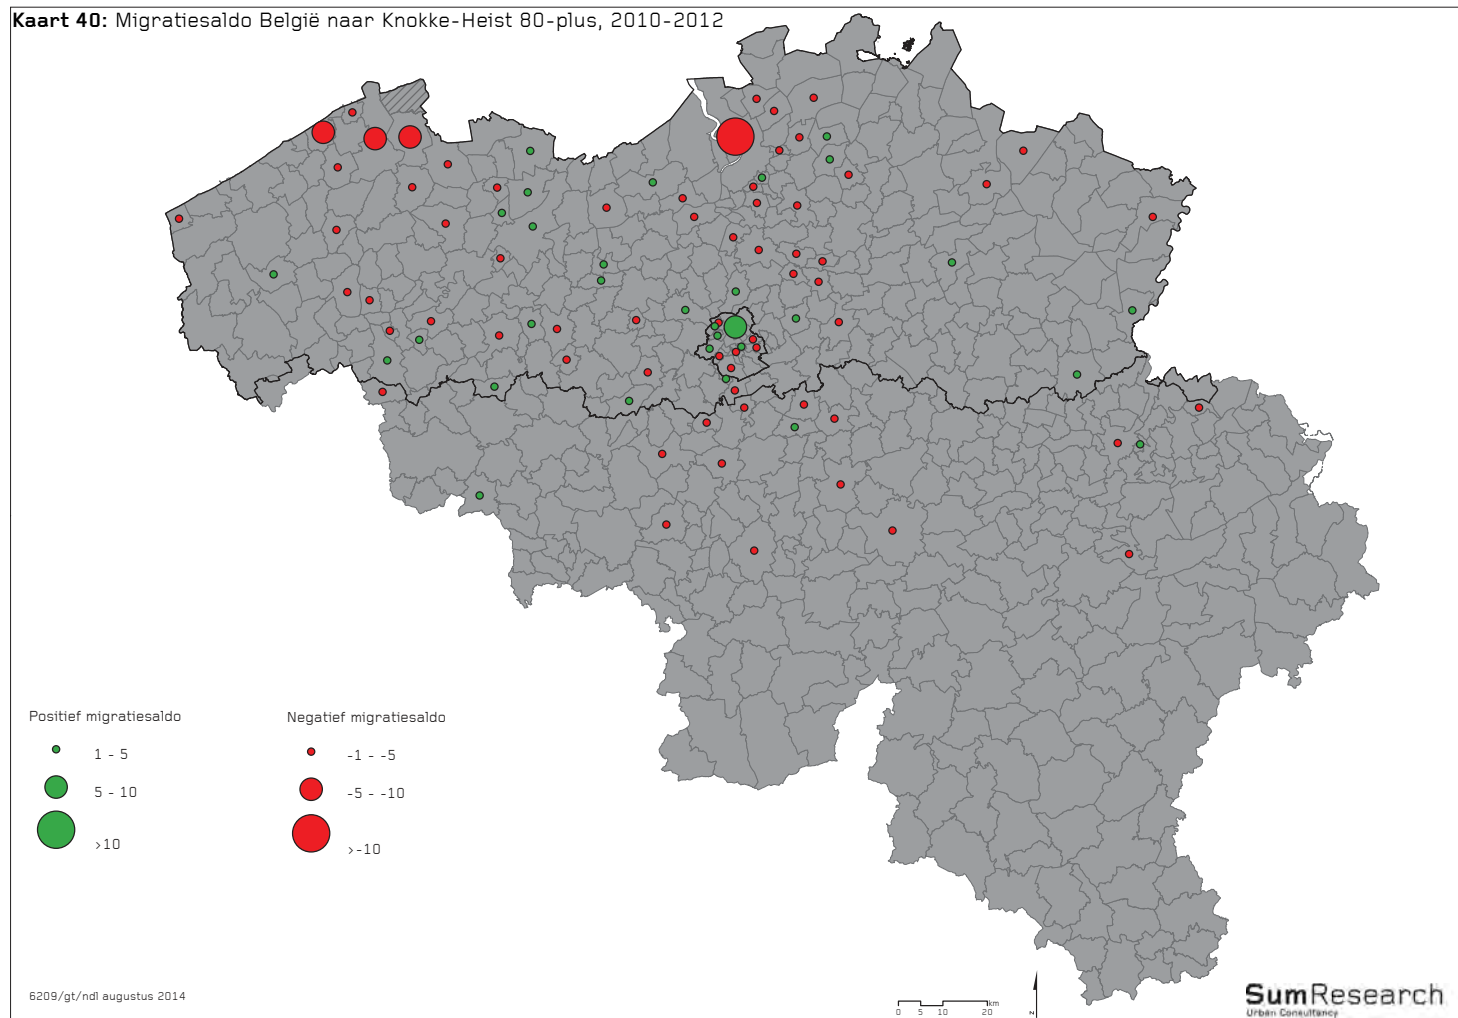 Kaart 40: Migratiesaldo België naar Knokke-Heist 80-plus, 2010-2012
Positief migratiesaldo
1 - 5
5 - 10
>10
Negatief migratiesaldo
-1 - -5
-5 - -10
>-10
6209/gt/ndl augustus 2014
km
0 5 10 20
N
SumResearch
Urban Consultancy